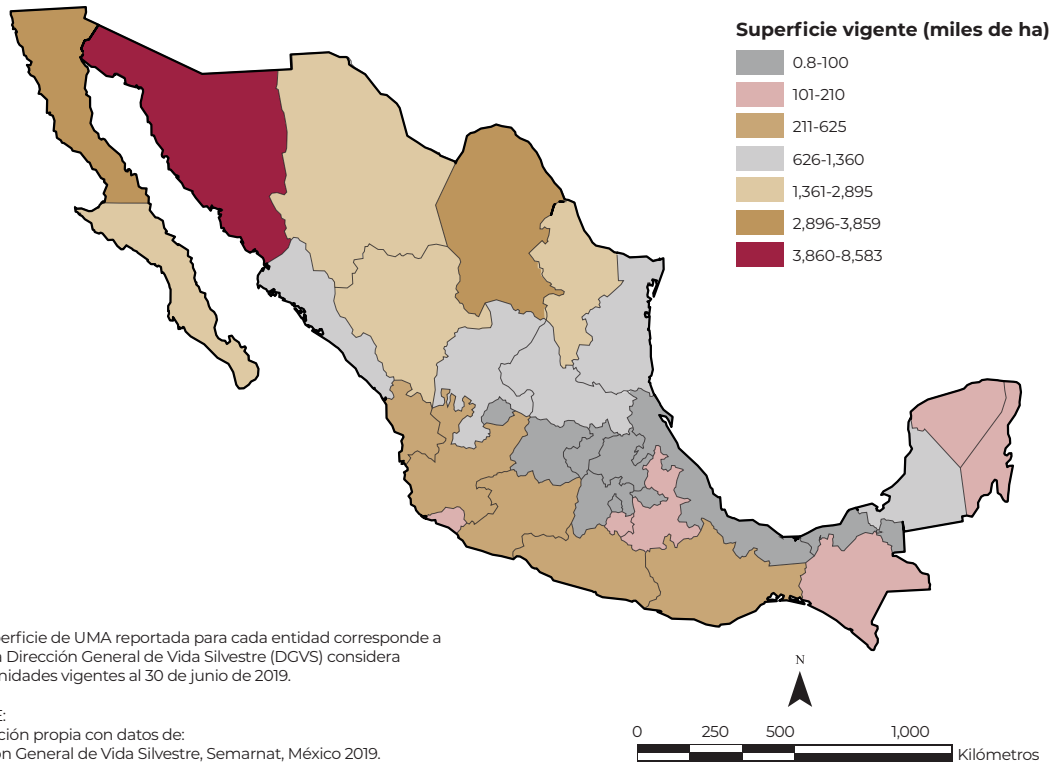 Superficie vigente (miles de ha)
0.8-100
101-210
211-625
626-1,360
1,361-2,895
2,896-3,859
3,860-8,583
perficie de UMA reportada para cada entidad corresponde a
Dirección General de Vida Silvestre (DGVS) considera
nidades vigentes al 30 de junio de 2019.
E:
ción propia con datos de:
n General de Vida Silvestre, Semarnat, México 2019.
N
0 250 500 1,000
Kilómetros